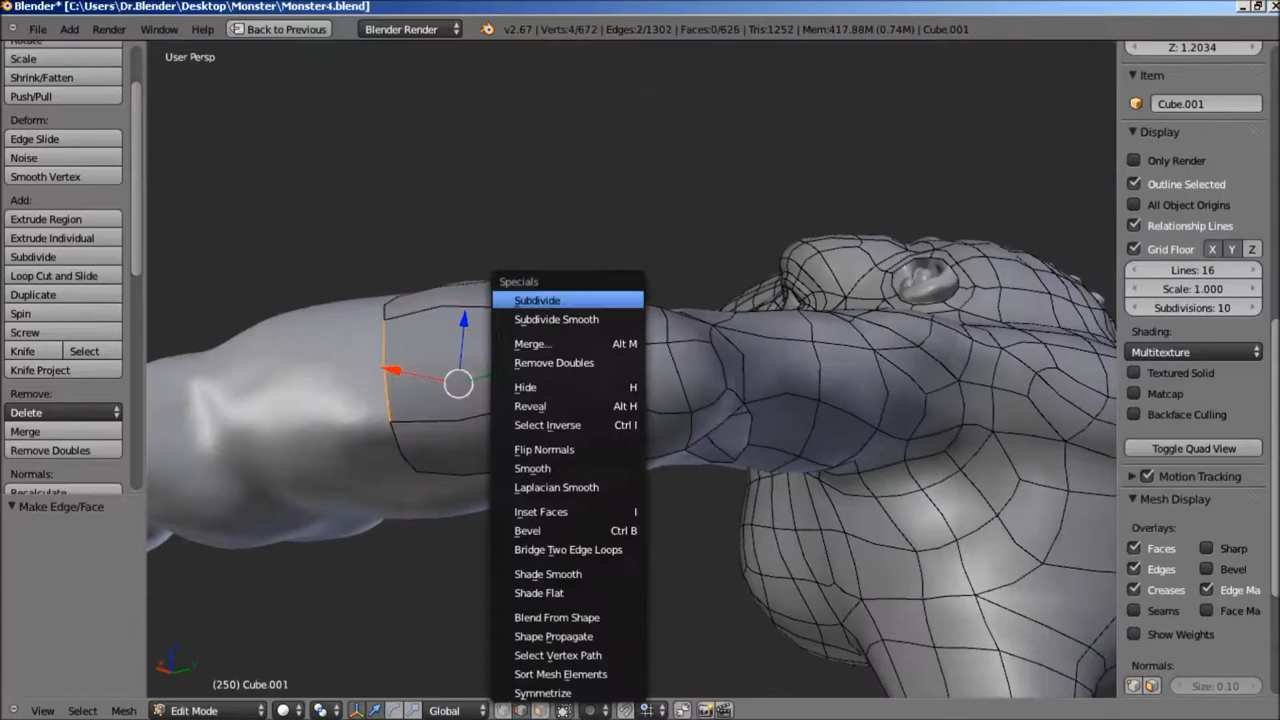 Blender* [C:\Users\Dr.Blender\Desktop\Monster\Monster4.blend]
File Add Render Window Help Back to Previous Blender Render v2.67 | Verts:4/672 | Edges:2/1302 | Faces:0/626 | Tris:1252 | Mem:417.88M (0.74M) | Cube.001
Scale
Shrink/Fatten
Push/Pull
Deform:
Edge Slide
Noise
Smooth Vertex
Add:
Extrude Region
Extrude Individual
Subdivide
Loop Cut and Slide
Duplicate
Spin
Screw
Knife Select
Knife Project
Remove:
Delete
Merge
Remove Doubles
Normals:
Make Edge/Face
User Persp
Specials
Subdivide
Subdivide Smooth
Merge... Alt M
Remove Doubles
Hide H
Reveal Alt H
Select Inverse Ctrl I
Flip Normals
Smooth
Laplacian Smooth
Inset Faces I
Bevel Ctrl B
Bridge Two Edge Loops
Shade Smooth
Shade Flat
Blend From Shape
Shape Propagate
Select Vertex Path
Sort Mesh Elements
Symmetrize
(250) Cube.001
Z: 1.2034
Item
Cube.001
Display
Only Render
Outline Selected
All Object Origins
Relationship Lines
Grid Floor X Y Z
Lines: 16
Scale: 1.000
Subdivisions: 10
Shading:
Multitexture
Textured Solid
Matcap
Backface Culling
Toggle Quad View
Motion Tracking
Mesh Display
Overlays:
Faces Sharp
Edges Bevel
Creases Edge Ma
Seams Face Ma
Show Weights
Normals:
Size: 0.10
View Select Mesh Edit Mode Global